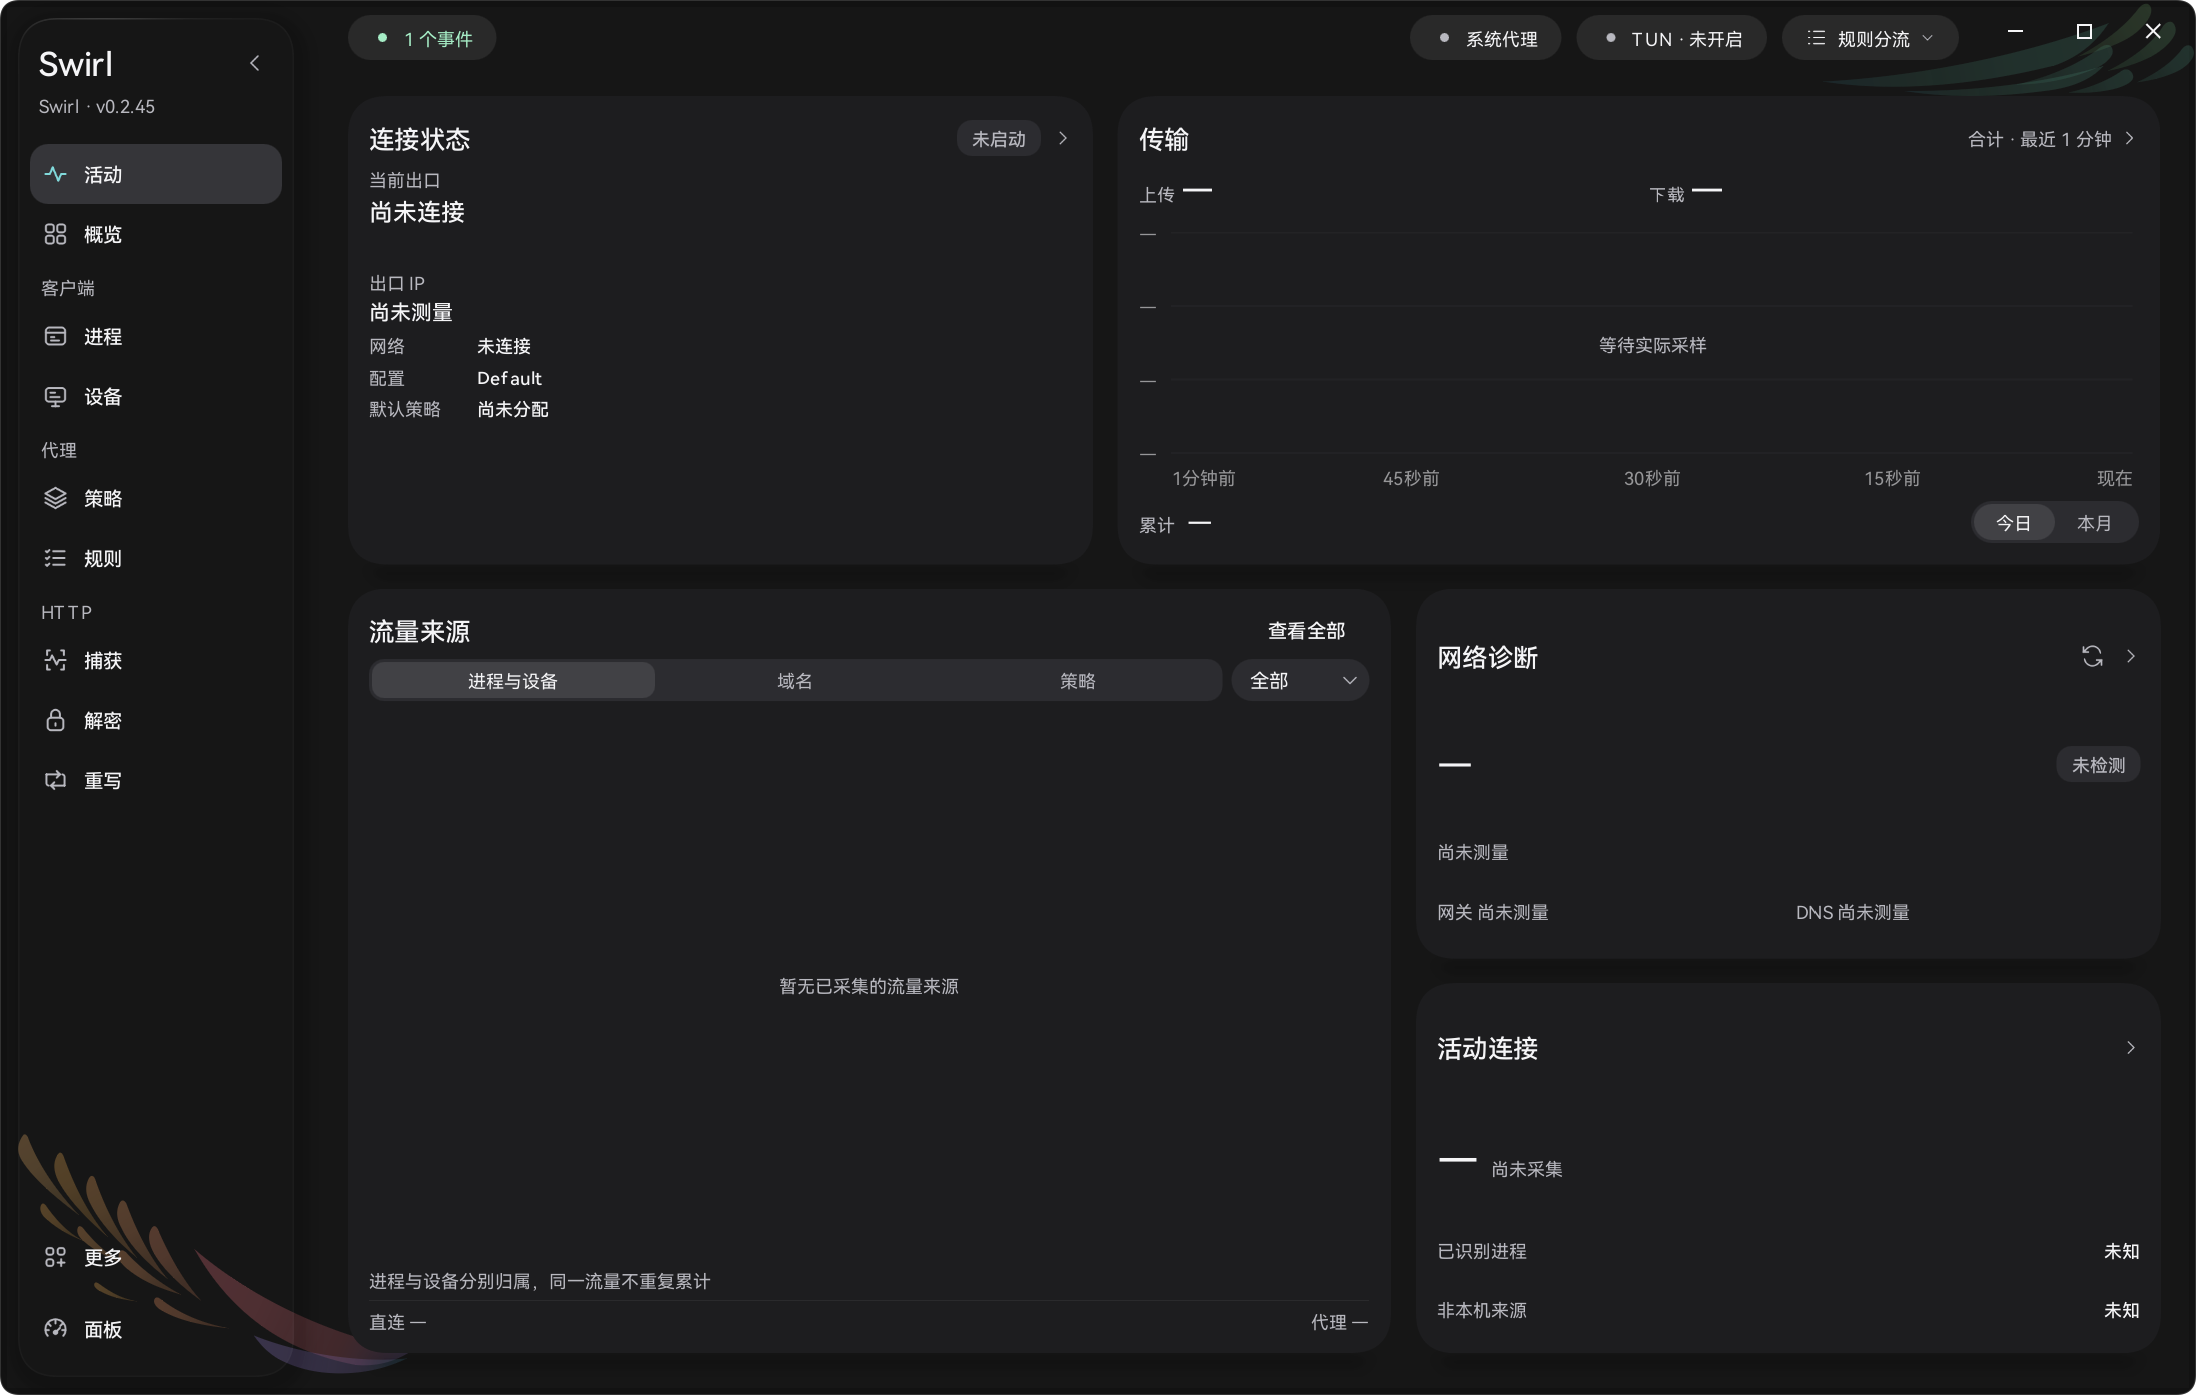 Swirl
Swirl · v0.2.45
活动
概览
客户端
进程
设备
代理
策略
规则
HTTP
捕获
解密
重写
更多
面板
1 个事件
系统代理
TUN · 未开启
规则分流
连接状态
未启动
当前出口
尚未连接
出口 IP
尚未测量
网络 未连接
配置 Default
默认策略 尚未分配
传输
合计 · 最近 1 分钟
上传 —
下载 —
—
—
等待实际采样
—
—
1分钟前 45秒前 30秒前 15秒前 现在
累计 —
今日 本月
流量来源
查看全部
进程与设备 域名 策略 全部
暂无已采集的流量来源
进程与设备分别归属，同一流量不重复累计
直连 — 代理 —
网络诊断
—
未检测
尚未测量
网关 尚未测量 DNS 尚未测量
活动连接
— 尚未采集
已识别进程 未知
非本机来源 未知